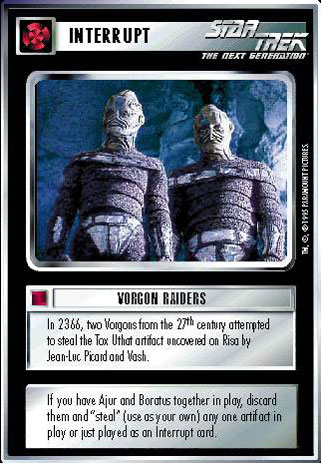 INTERRUPT
STAR TREK
THE NEXT GENERATION®
TM, ®, © 1995 PARAMOUNT PICTURES.
VORGON RAIDERS
In 2366, two Vorgons from the 27th century attempted
to steal the Tox Uthat artifact uncovered on Risa by
Jean-Luc Picard and Vash.
If you have Ajur and Boratus together in play, discard
them and "steal" (use as your own) any one artifact in
play or just played as an Interrupt card.